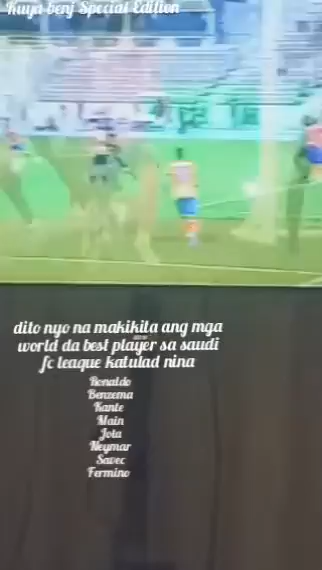 Kuya benj Special Edition
dito nyo na makikita ang mga
world da best player sa saudi
fc league katulad nina
Ronaldo
Benzema
Kante
Main
Jota
Neymar
Savec
Fermino